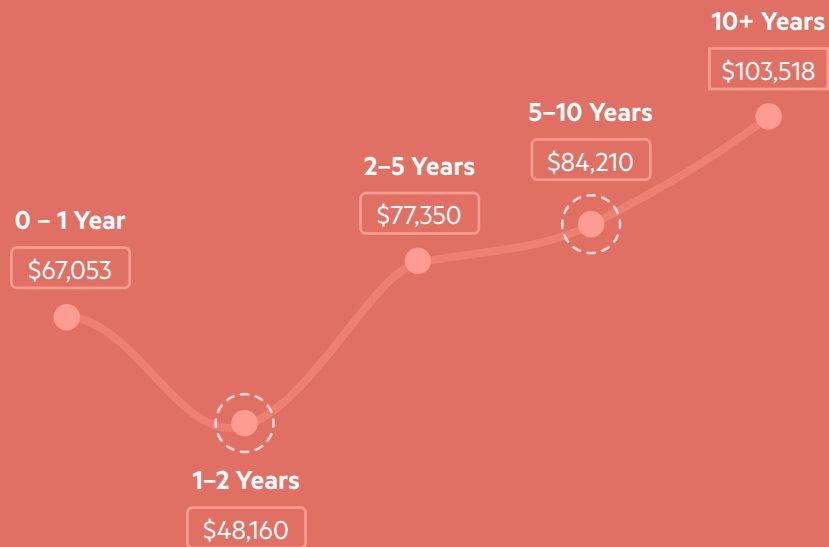 0 – 1 Year
$67,053
1–2 Years
$48,160
2–5 Years
$77,350
5–10 Years
$84,210
10+ Years
$103,518